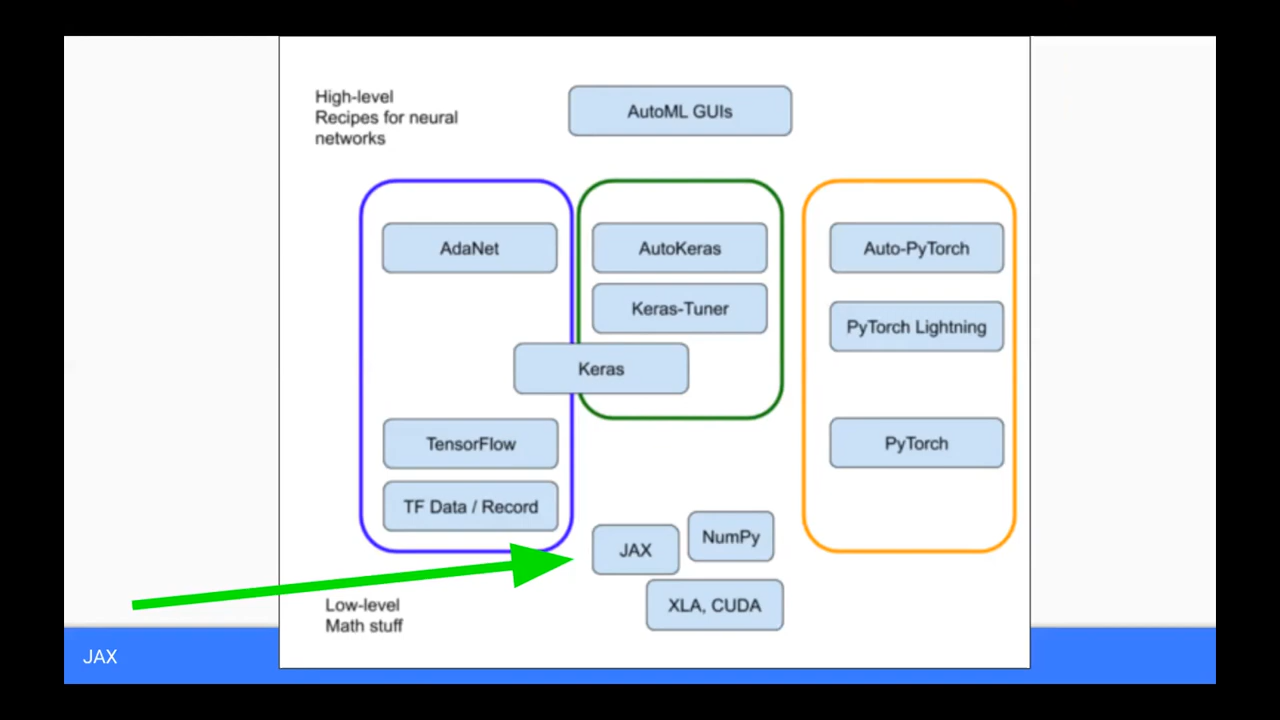 High-level
Recipes for neural
networks
AutoML GUIs
AdaNet
AutoKeras
Auto-PyTorch
Keras-Tuner
PyTorch Lightning
Keras
TensorFlow
PyTorch
TF Data / Record
JAX
NumPy
XLA, CUDA
Low-level
Math stuff
JAX